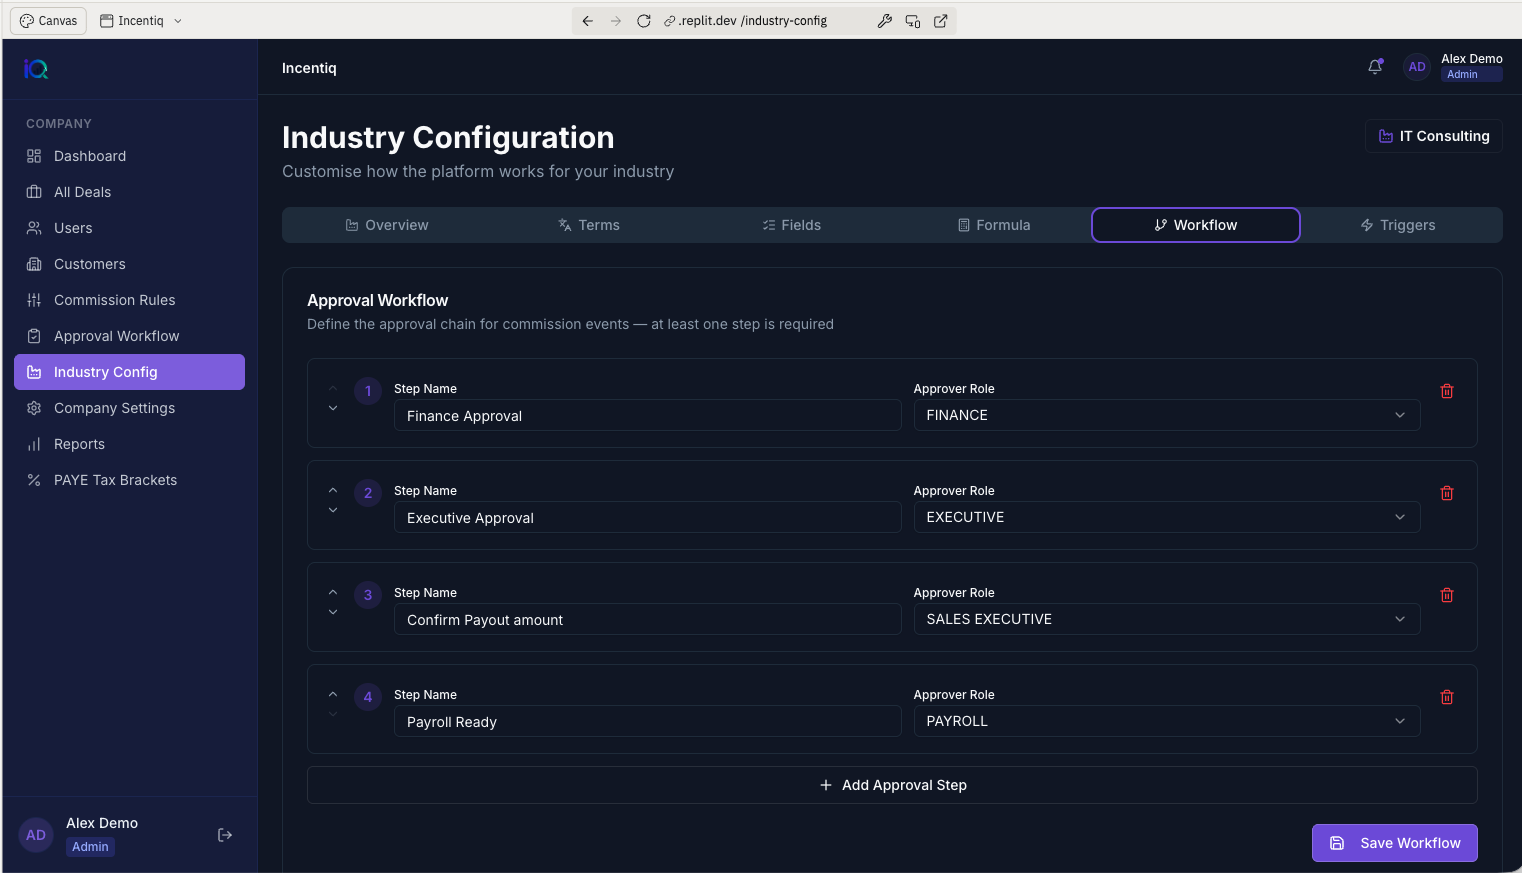 Canvas
Incentiq
.replit.dev /industry-config
iQ
Incentiq
AD
Alex Demo
Admin
COMPANY
Dashboard
All Deals
Users
Customers
Commission Rules
Approval Workflow
Industry Config
Company Settings
Reports
PAYE Tax Brackets
AD
Alex Demo
Admin
Industry Configuration
Customise how the platform works for your industry
IT Consulting
Overview
Terms
Fields
Formula
Workflow
Triggers
Approval Workflow
Define the approval chain for commission events — at least one step is required
1
Step Name
Finance Approval
Approver Role
FINANCE
2
Step Name
Executive Approval
Approver Role
EXECUTIVE
3
Step Name
Confirm Payout amount
Approver Role
SALES EXECUTIVE
4
Step Name
Payroll Ready
Approver Role
PAYROLL
Add Approval Step
Save Workflow